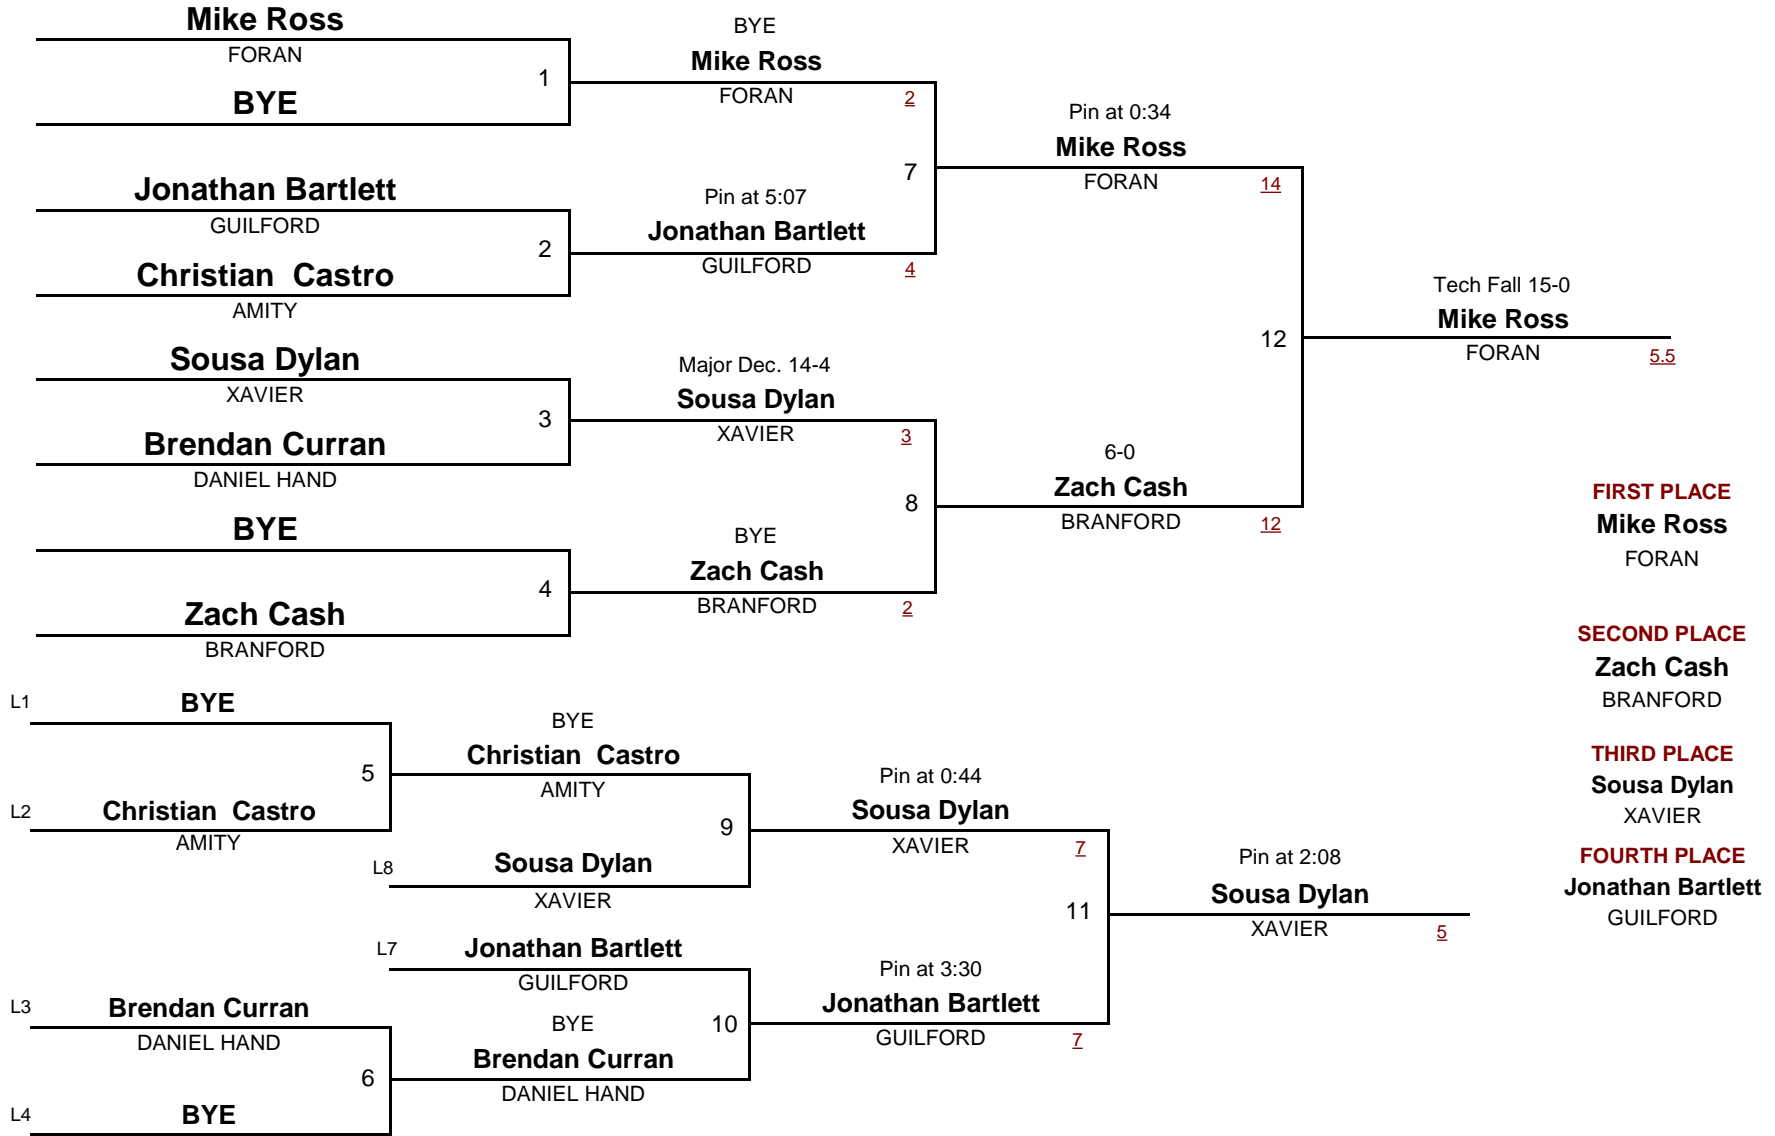 Mike Ross
FORAN
1
BYE
BYE
Mike Ross
FORAN
2
Jonathan Bartlett
GUILFORD
2
Christian  Castro
AMITY
Pin at 5:07
Jonathan Bartlett
GUILFORD
4
7
Pin at 0:34
Mike Ross
FORAN
14
Sousa Dylan
XAVIER
3
Brendan Curran
DANIEL HAND
Major Dec. 14-4
Sousa Dylan
XAVIER
3
BYE
4
Zach Cash
BRANFORD
BYE
Zach Cash
BRANFORD
2
8
6-0
Zach Cash
BRANFORD
12
12
Tech Fall 15-0
Mike Ross
FORAN
5.5
FIRST PLACE
Mike Ross
FORAN
SECOND PLACE
Zach Cash
BRANFORD
THIRD PLACE
Sousa Dylan
XAVIER
FOURTH PLACE
Jonathan Bartlett
GUILFORD
L1
BYE
5
L2
Christian  Castro
AMITY
BYE
Christian  Castro
AMITY
9
L8
Sousa Dylan
XAVIER
Pin at 0:44
Sousa Dylan
XAVIER
7
L7
Jonathan Bartlett
GUILFORD
10
L3
Brendan Curran
DANIEL HAND
6
L4
BYE
BYE
Brendan Curran
DANIEL HAND
Pin at 3:30
Jonathan Bartlett
GUILFORD
7
11
Pin at 2:08
Sousa Dylan
XAVIER
5